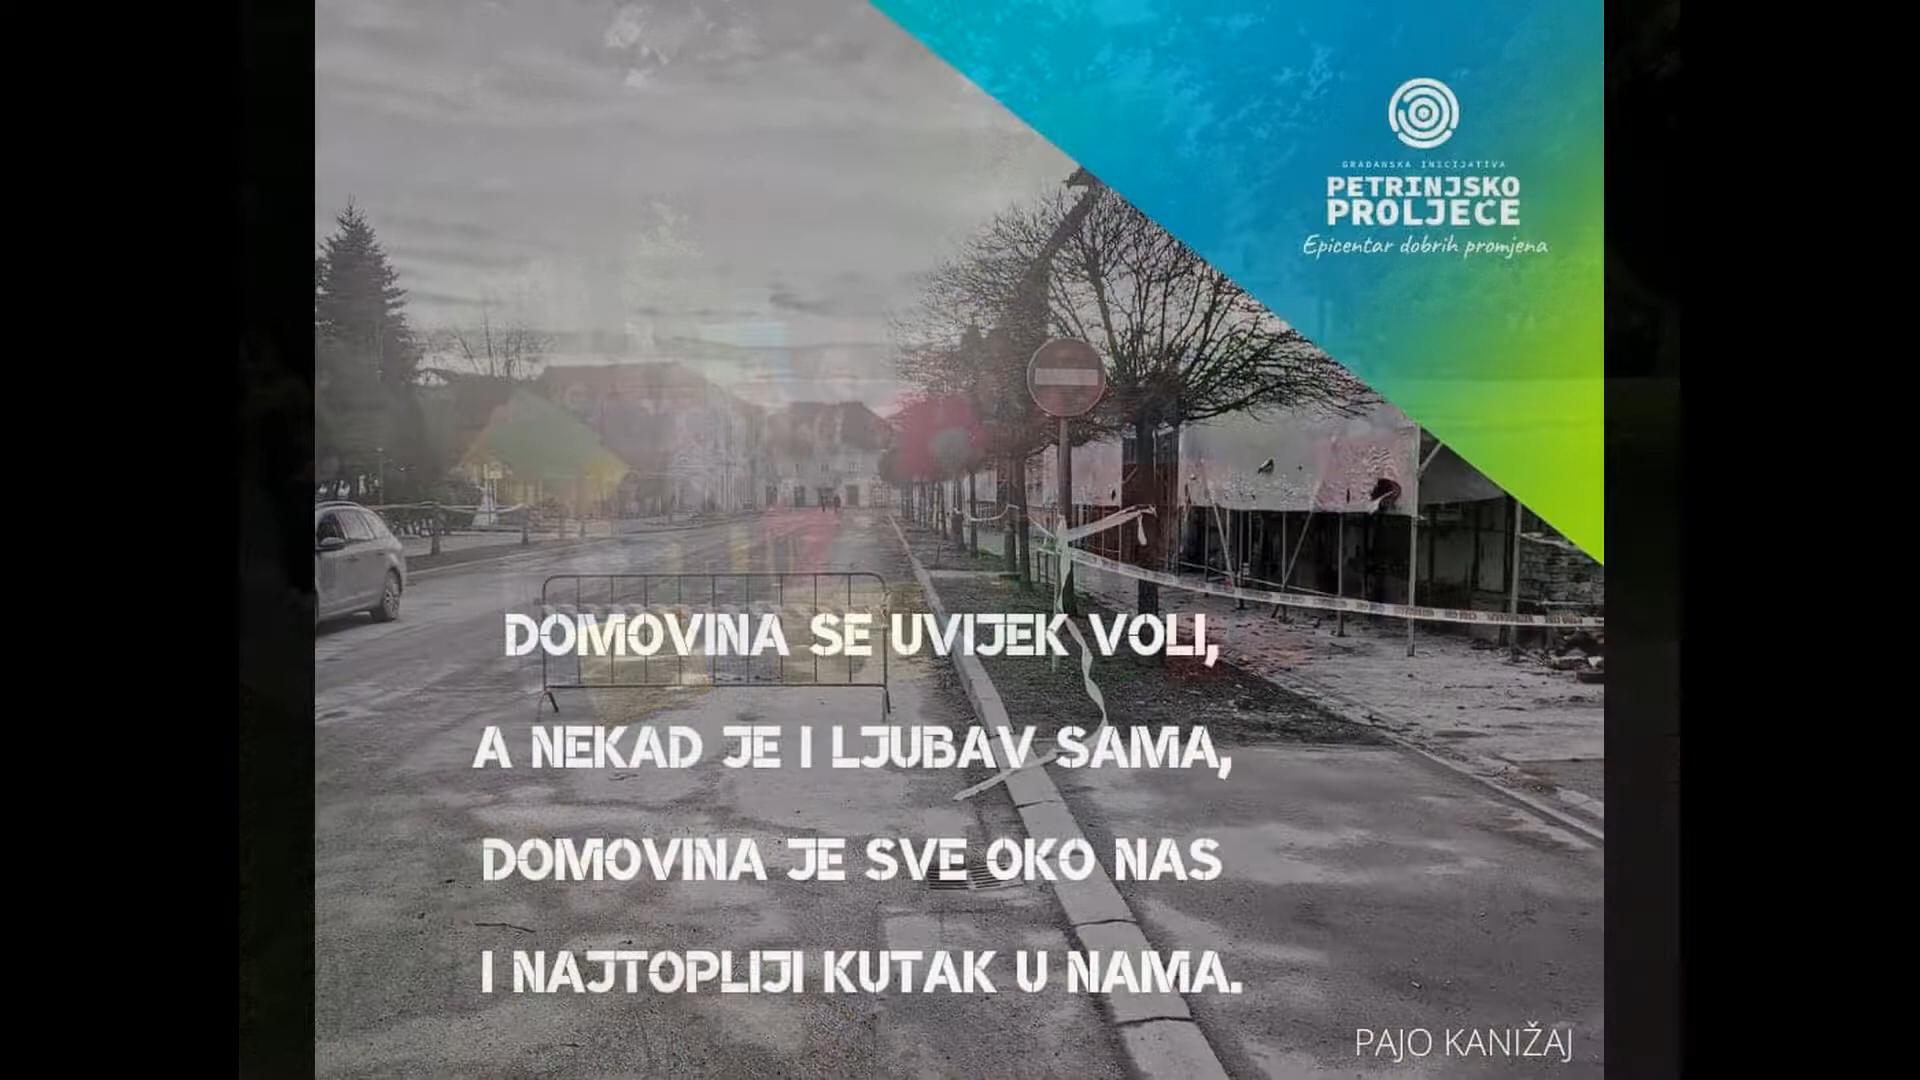 GRAĐANSKA INICIJATIVA
PETRINJSKO
PROLJEĆE
Epicentar dobrih promjena
DOMOVINA SE UVIJEK VOLI,
A NEKAD JE I LJUBAV SAMA,
DOMOVINA JE SVE OKO NAS
I NAJTOPLIJI KUTAK U NAMA.
PAJO KANIŽAJ